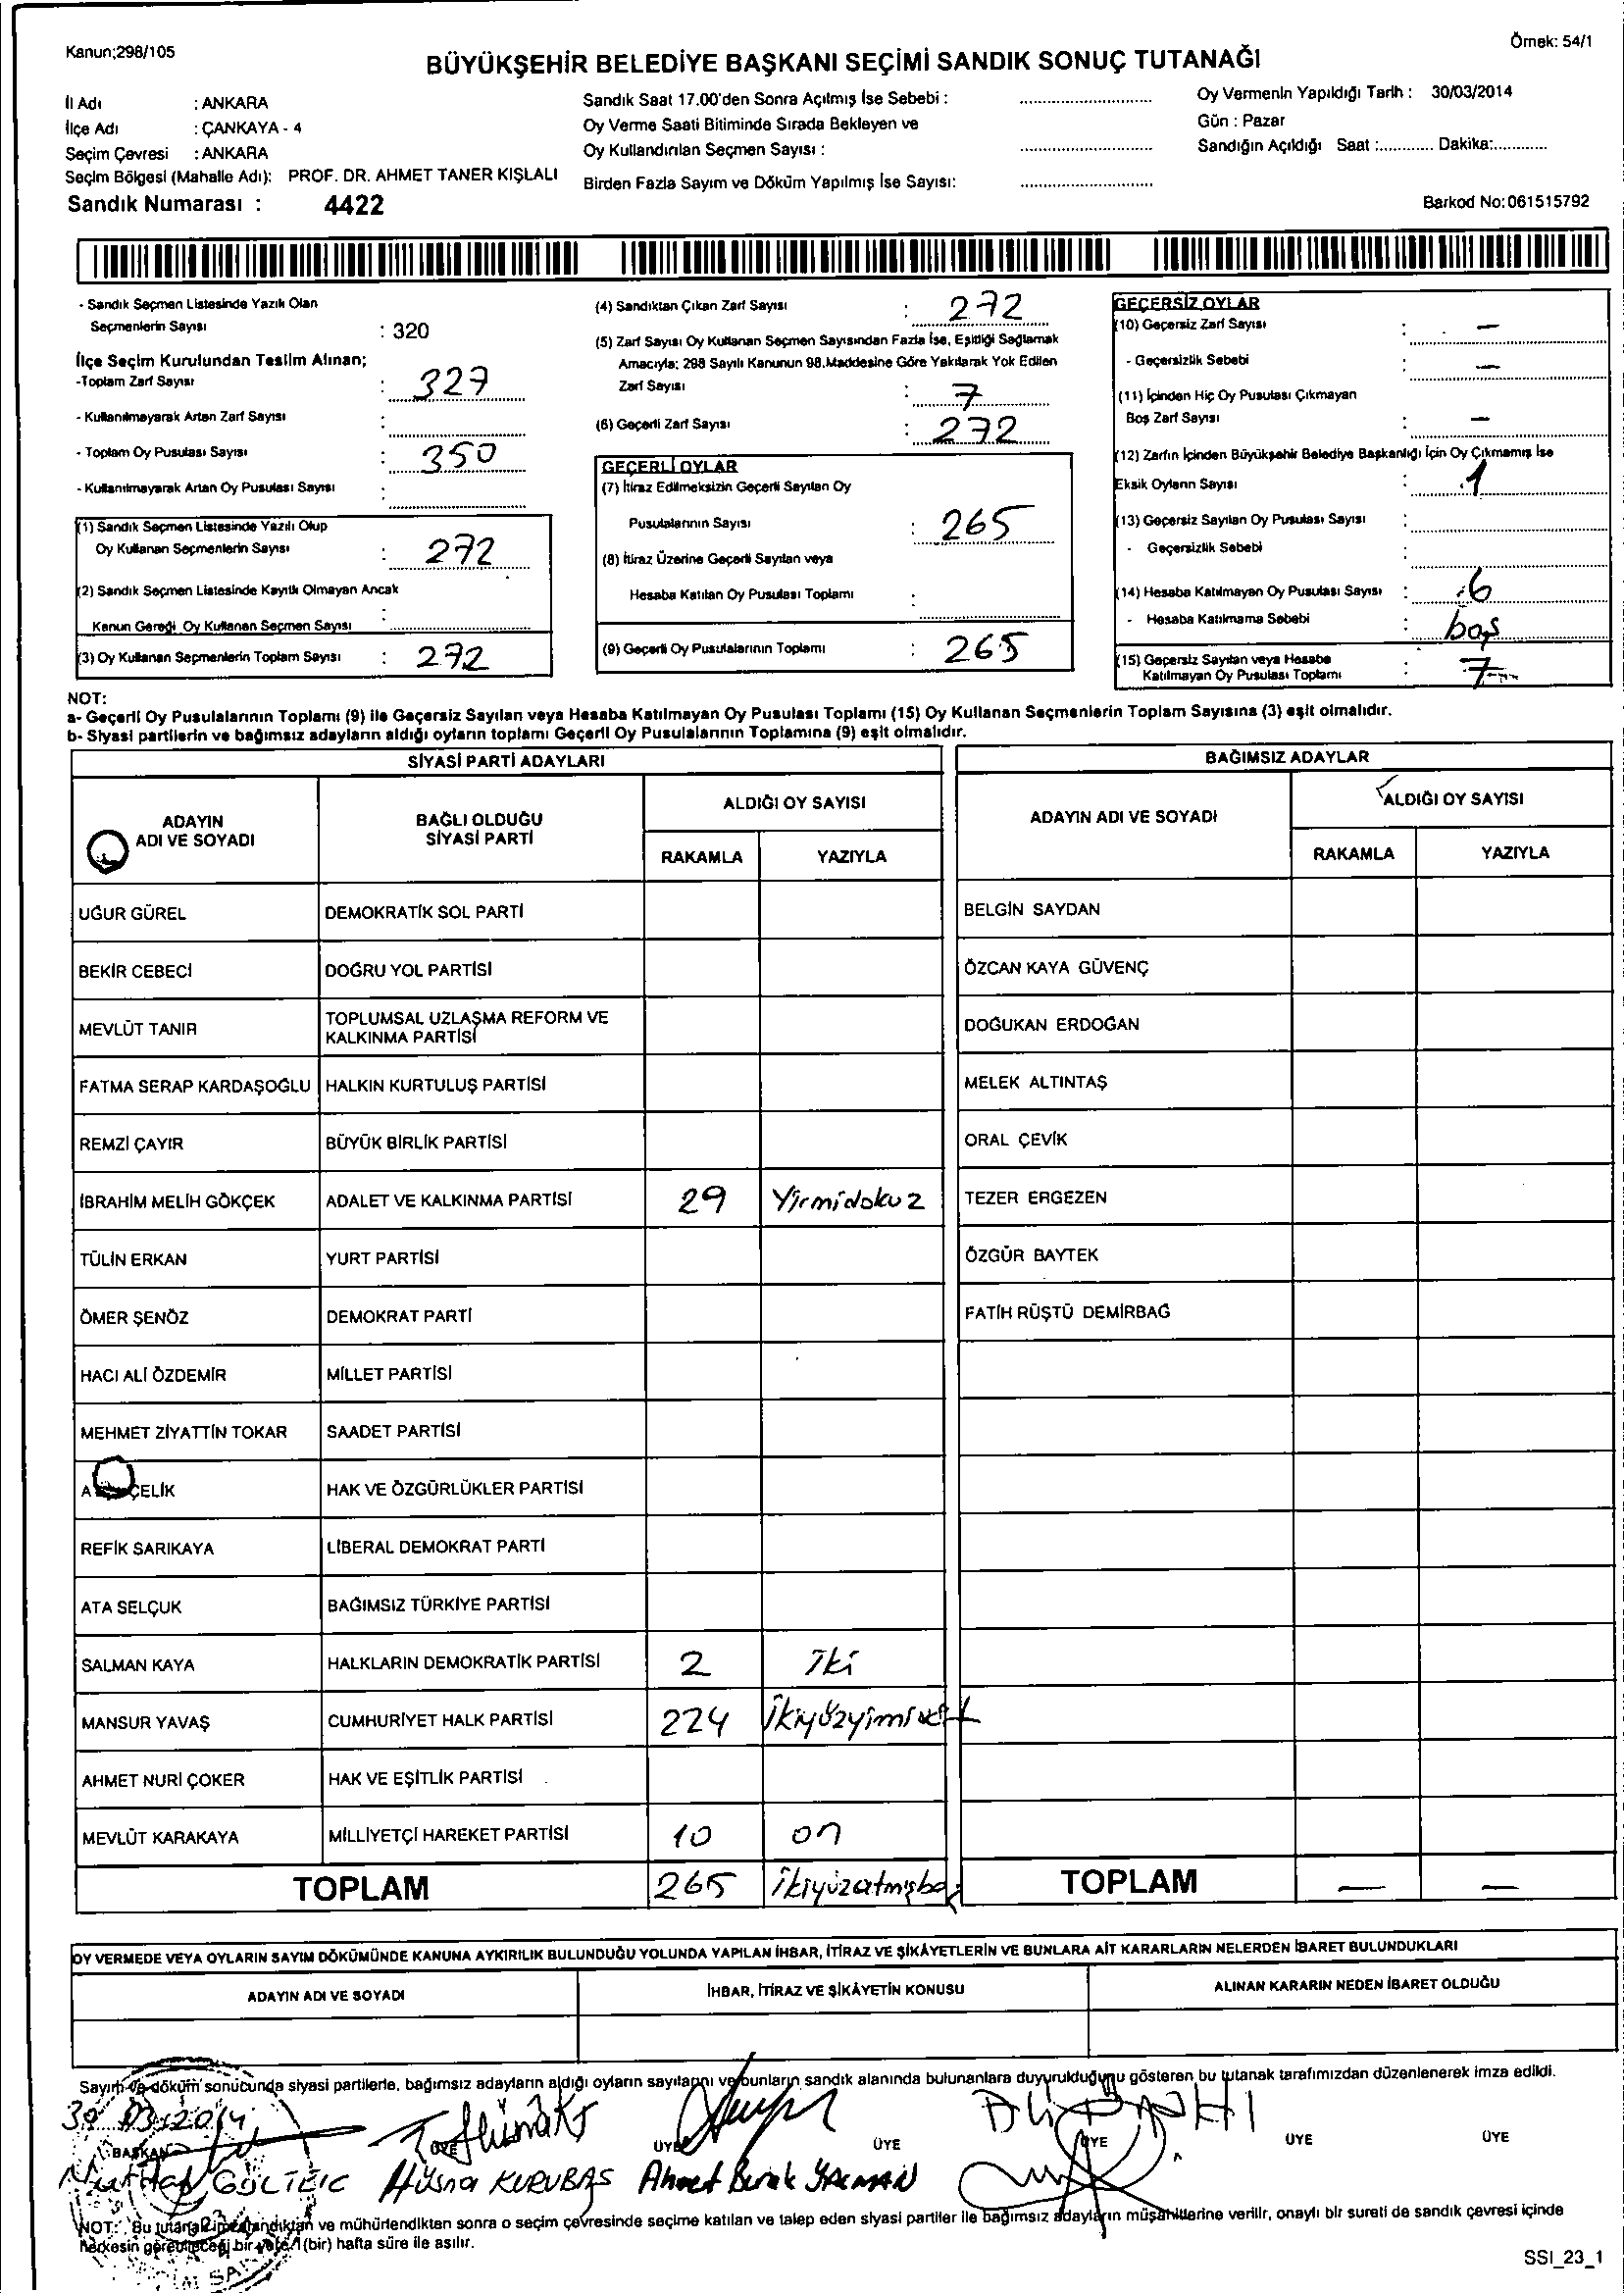 Kanun;298/105
Örnek: 54/1
BÜYÜKŞEHİR BELEDİYE BAŞKANI SEÇİMİ SANDIK SONUÇ TUTANAĞI
İl Adı : ANKARA
İlçe Adı : ÇANKAYA - 4
Seçim Çevresi : ANKARA
Seçim Bölgesi (Mahalle Adı): PROF. DR. AHMET TANER KIŞLALI
Sandık Numarası : 4422
Sandık Saat 17.00'den Sonra Açılmış İse Sebebi :
Oy Verme Saati Bitiminde Sırada Bekleyen ve
Oy Kullandırılan Seçmen Sayısı :
Birden Fazla Sayım ve Döküm Yapılmış İse Sayısı:
Oy Vermenin Yapıldığı Tarih : 30/03/2014
Gün : Pazar
Sandığın Açıldığı Saat :............ Dakika:............
Barkod No:061515792
- Sandık Seçmen Listesinde Yazılı Olan
Seçmenlerin Sayısı : 320
İlçe Seçim Kurulundan Teslim Alınan;
-Toplam Zarf Sayısı : 327
- Kullanılmayarak Artan Zarf Sayısı :
- Toplam Oy Pusulası Sayısı : 350
- Kullanılmayarak Artan Oy Pusulası Sayısı :
(1) Sandık Seçmen Listesinde Yazılı Olup
Oy Kullanan Seçmenlerin Sayısı : 272
(2) Sandık Seçmen Listesinde Kayıtlı Olmayan Ancak
Kanun Gereği Oy Kullanan Seçmen Sayısı :
(3) Oy Kullanan Seçmenlerin Toplam Sayısı : 272
(4) Sandıktan Çıkan Zarf Sayısı : 272
(5) Zarf Sayısı Oy Kullanan Seçmen Sayısından Fazla İse, Eşitliği Sağlamak
Amacıyla; 298 Sayılı Kanunun 98.Maddesine Göre Yakılarak Yok Edilen
Zarf Sayısı : 7
(6) Geçerli Zarf Sayısı : 272
GEÇERLİ OYLAR
(7) İtiraz Edilmeksizin Geçerli Sayılan Oy
Pusulalarının Sayısı : 265
(8) İtiraz Üzerine Geçerli Sayılan veya
Hesaba Katılan Oy Pusulası Toplamı :
(9) Geçerli Oy Pusulalarının Toplamı : 265
GEÇERSİZ OYLAR
(10) Geçersiz Zarf Sayısı : -
- Geçersizlik Sebebi : -
(11) İçinden Hiç Oy Pusulası Çıkmayan
Boş Zarf Sayısı : -
(12) Zarfın İçinden Büyükşehir Belediye Başkanlığı İçin Oy Çıkmamış İse
Eksik Oyların Sayısı : 1
(13) Geçersiz Sayılan Oy Pusulası Sayısı :
- Geçersizlik Sebebi :
(14) Hesaba Katılmayan Oy Pusulası Sayısı : 6
- Hesaba Katılmama Sebebi : boş
(15) Geçersiz Sayılan veya Hesaba
Katılmayan Oy Pusulası Toplamı : 7
NOT:
a- Geçerli Oy Pusulalarının Toplamı (9) ile Geçersiz Sayılan veya Hesaba Katılmayan Oy Pusulası Toplamı (15) Oy Kullanan Seçmenlerin Toplam Sayısına (3) eşit olmalıdır.
b- Siyasi partilerin ve bağımsız adayların aldığı oyların toplamı Geçerli Oy Pusulalarının Toplamına (9) eşit olmalıdır.
SİYASİ PARTİ ADAYLARI
ADAYIN ADI VE SOYADI
BAĞLI OLDUĞU SİYASİ PARTİ
ALDIĞI OY SAYISI
RAKAMLA YAZIYLA
UĞUR GÜREL DEMOKRATİK SOL PARTİ
BEKİR CEBECİ DOĞRU YOL PARTİSİ
MEVLÜT TANIR TOPLUMSAL UZLAŞMA REFORM VE KALKINMA PARTİSİ
FATMA SERAP KARDAŞOĞLU HALKIN KURTULUŞ PARTİSİ
REMZİ ÇAYIR BÜYÜK BİRLİK PARTİSİ
İBRAHİM MELİH GÖKÇEK ADALET VE KALKINMA PARTİSİ 29 Yirmidokuz
TÜLİN ERKAN YURT PARTİSİ
ÖMER ŞENÖZ DEMOKRAT PARTİ
HACI ALİ ÖZDEMİR MİLLET PARTİSİ
MEHMET ZİYATTİN TOKAR SAADET PARTİSİ
ÇELİK HAK VE ÖZGÜRLÜKLER PARTİSİ
REFİK SARIKAYA LİBERAL DEMOKRAT PARTİ
ATA SELÇUK BAĞIMSIZ TÜRKİYE PARTİSİ
SALMAN KAYA HALKLARIN DEMOKRATİK PARTİSİ 2 iki
MANSUR YAVAŞ CUMHURİYET HALK PARTİSİ 224
AHMET NURİ ÇOKER HAK VE EŞİTLİK PARTİSİ
MEVLÜT KARAKAYA MİLLİYETÇİ HAREKET PARTİSİ 10 on
TOPLAM 265 ikiyüzatmışbeş
BAĞIMSIZ ADAYLAR
ADAYIN ADI VE SOYADI
ALDIĞI OY SAYISI
RAKAMLA YAZIYLA
BELGİN SAYDAN
ÖZCAN KAYA GÜVENÇ
DOĞUKAN ERDOĞAN
MELEK ALTINTAŞ
ORAL ÇEVİK
TEZER ERGEZEN
ÖZGÜR BAYTEK
FATİH RÜŞTÜ DEMİRBAĞ
TOPLAM - -
OY VERMEDE VEYA OYLARIN SAYIM DÖKÜMÜNDE KANUNA AYKIRILIK BULUNDUĞU YOLUNDA YAPILAN İHBAR, İTİRAZ VE ŞİKÂYETLERİN VE BUNLARA AİT KARARLARIN NELERDEN İBARET BULUNDUKLARI
ADAYIN ADI VE SOYADI
İHBAR, İTİRAZ VE ŞİKÂYETİN KONUSU
ALINAN KARARIN NEDEN İBARET OLDUĞU
Sayım ve döküm sonucunda siyasi partilerle, bağımsız adayların aldığı oyların sayılarını ve bunların sandık alanında bulunanlara duyurulduğunu gösteren bu tutanak tarafımızdan düzenlenerek imza edildi.
30.03.2014
BAŞKAN ÜYE ÜYE ÜYE ÜYE ÜYE
Hüsna KURUBAŞ Ahmet Burak YALMAN
NOT: Bu tutanak imzalandıktan ve mühürlendikten sonra o seçim çevresinde seçime katılan ve talep eden siyasi partiler ile bağımsız adayların müşahitlerine verilir, onaylı bir sureti de sandık çevresi içinde
herkesin görebileceği bir yere 1 (bir) hafta süre ile asılır.
SSI_23_1